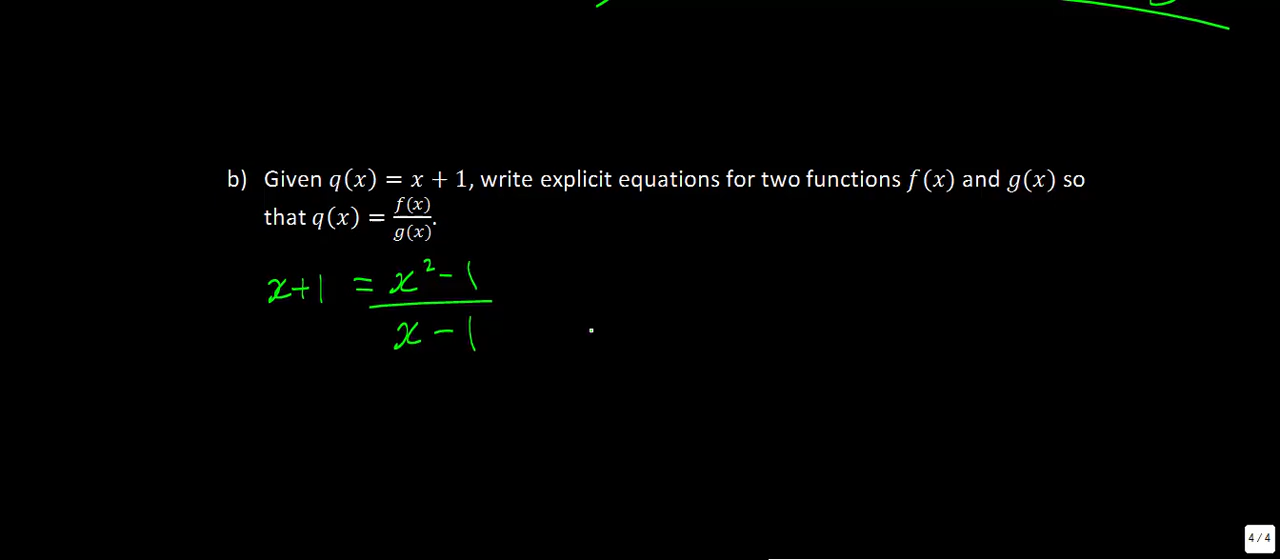 b) Given q(x) = x + 1, write explicit equations for two functions f(x) and g(x) so
that q(x) = f(x)/g(x).
x+1 = x² - 1
x - 1
4 / 4